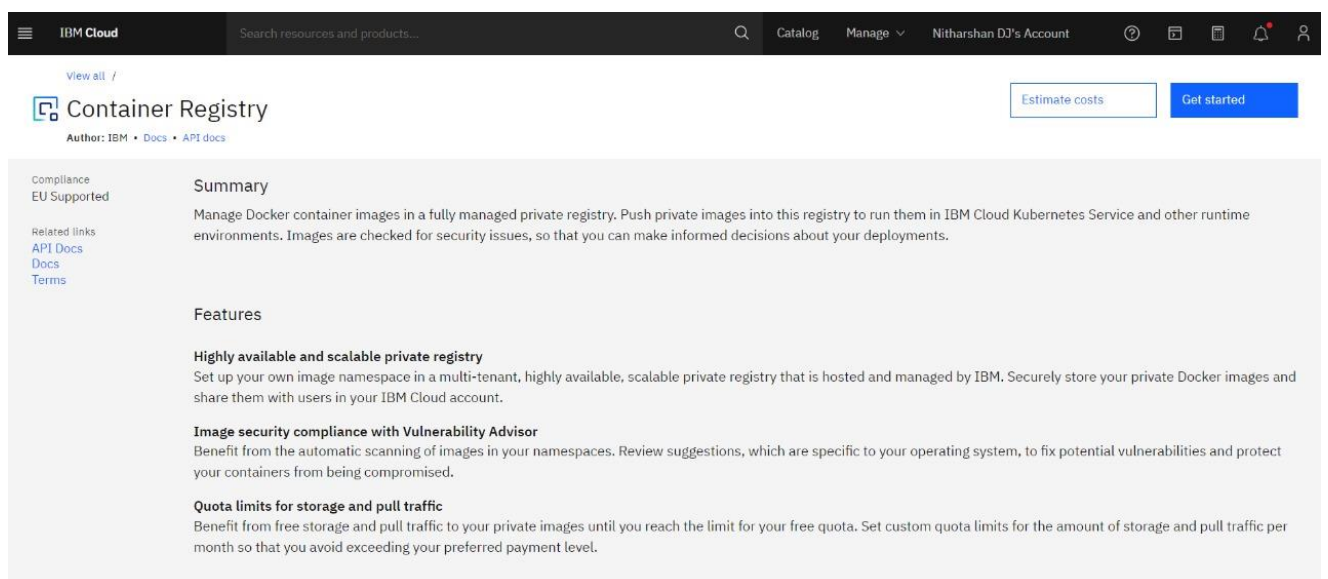 IBM Cloud
Search resources and products...
Catalog
Manage
Nitharshan DJ's Account
View all /
Container Registry
Estimate costs
Get started
Author: IBM • Docs • API docs
Compliance
EU Supported
Related links
API Docs
Docs
Terms
Summary
Manage Docker container images in a fully managed private registry. Push private images into this registry to run them in IBM Cloud Kubernetes Service and other runtime
environments. Images are checked for security issues, so that you can make informed decisions about your deployments.
Features
Highly available and scalable private registry
Set up your own image namespace in a multi-tenant, highly available, scalable private registry that is hosted and managed by IBM. Securely store your private Docker images and
share them with users in your IBM Cloud account.
Image security compliance with Vulnerability Advisor
Benefit from the automatic scanning of images in your namespaces. Review suggestions, which are specific to your operating system, to fix potential vulnerabilities and protect
your containers from being compromised.
Quota limits for storage and pull traffic
Benefit from free storage and pull traffic to your private images until you reach the limit for your free quota. Set custom quota limits for the amount of storage and pull traffic per
month so that you avoid exceeding your preferred payment level.